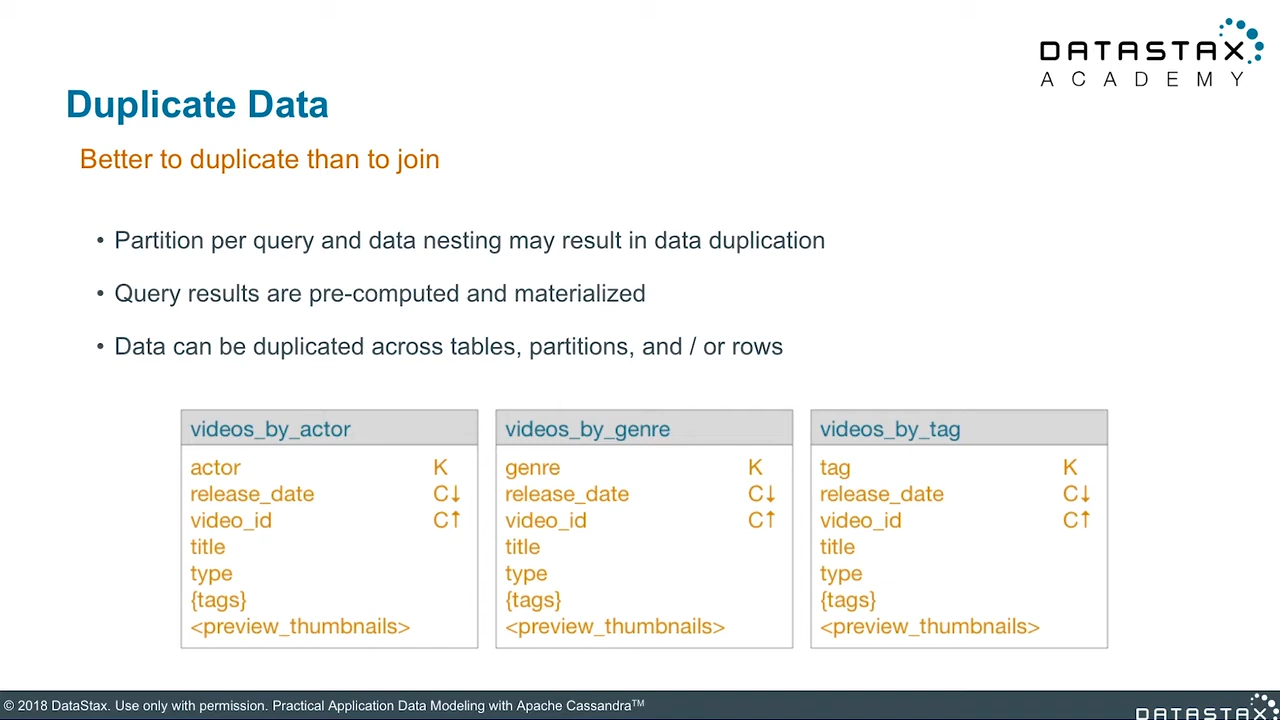 DATASTAX
ACADEMY
Duplicate Data
Better to duplicate than to join
• Partition per query and data nesting may result in data duplication
• Query results are pre-computed and materialized
• Data can be duplicated across tables, partitions, and / or rows
videos_by_actor
actor K
release_date C↓
video_id C↑
title
type
{tags}
<preview_thumbnails>
videos_by_genre
genre K
release_date C↓
video_id C↑
title
type
{tags}
<preview_thumbnails>
videos_by_tag
tag K
release_date C↓
video_id C↑
title
type
{tags}
<preview_thumbnails>
© 2018 DataStax. Use only with permission. Practical Application Data Modeling with Apache Cassandra™
DATASTAX